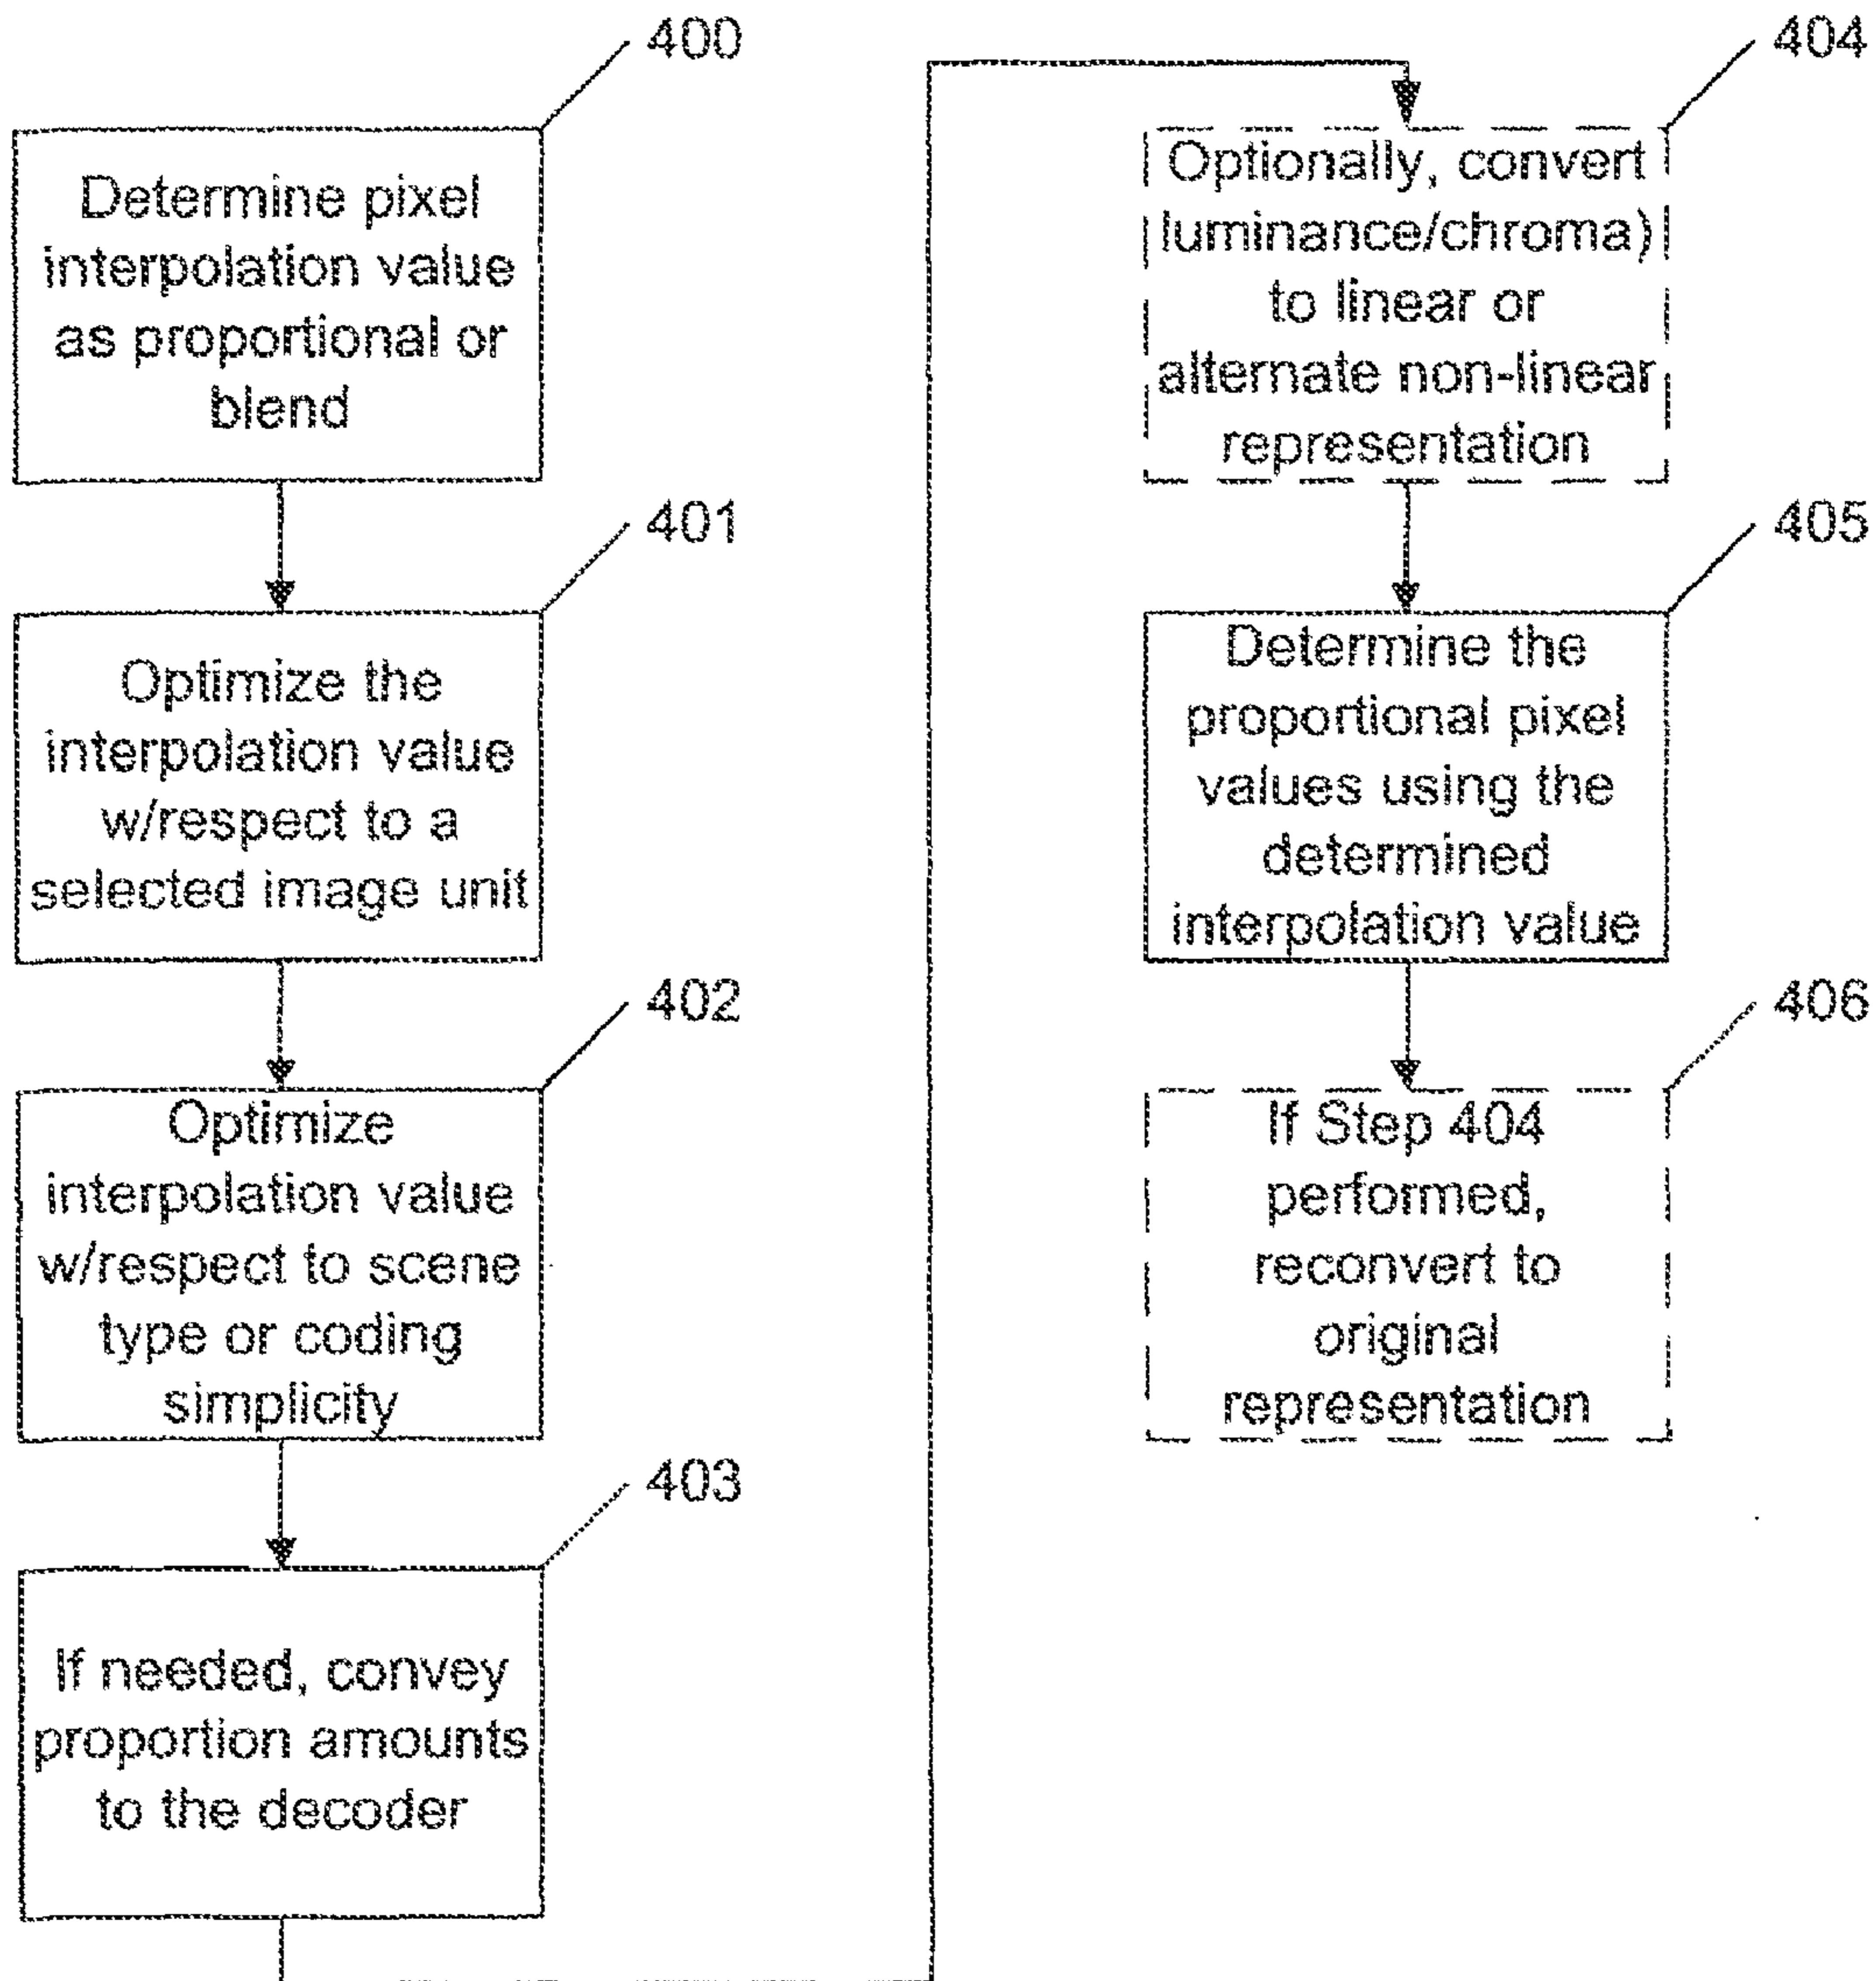 400
Determine pixel
interpolation value
as proportional or
blend
401
Optimize the
interpolation value
w/respect to a
selected image unit
402
Optimize
interpolation value
w/respect to scene
type or coding
simplicity
403
If needed, convey
proportion amounts
to the decoder
404
Optionally, convert
luminance/chroma)
to linear or
alternate non-linear
representation
405
Determine the
proportional pixel
values using the
determined
interpolation value
406
If Step 404
performed,
reconvert to
original
representation